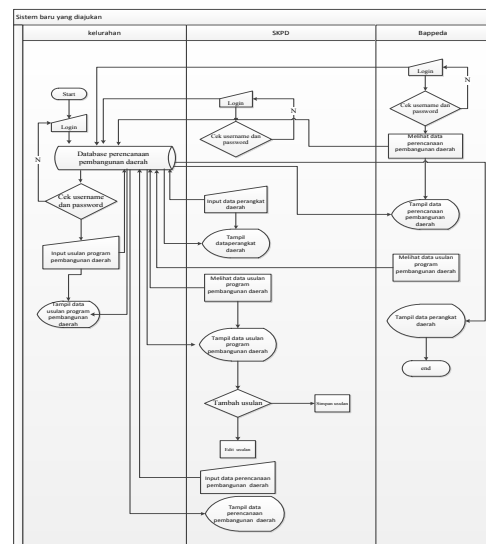 Sistem baru yang diajukan
kelurahan
SKPD
Bappeda
Start
Login
N
Database perencanaan
pembangunan daerah
Cek username
dan password
Input usulan program
pembangunan daerah
Tampil data
usulan program
pembangunan
daerah
Login
N
Cek username dan
password
Input data perangkat
daerah
Tampil
dataperangkat
daerah
Melihat data usulan
program
pembangunan daerah
Tampil data usulan
program
pembangunan daerah
Tambah usulan
Simpan usulan
Edit usulan
Input data perencanaan
pembangunan daerah
Tampil data
perencanaan
pembangunan daerah
Login
N
Cek username dan
password
Melihat data
perencanaan
pembangunan daerah
Tampil data
perencanaan
pembangunan
daerah
Melihat data usulan
program
pembangunan daerah
Tampil data perangkat
daerah
end